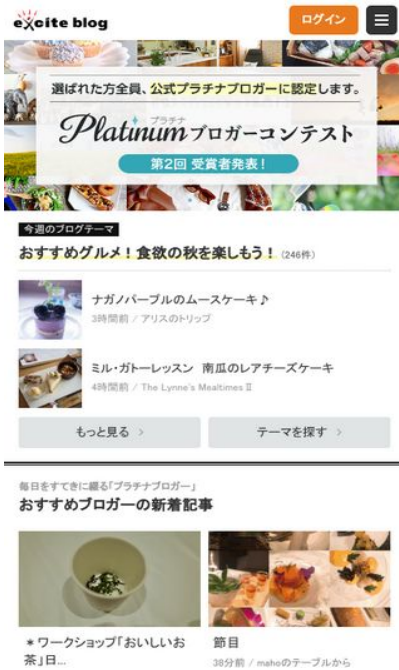 excite blog
ログイン
選ばれた方全員、公式プラチナブロガーに認定します。
プラチナ
Platinumブロガーコンテスト
第2回 受賞者発表!
今週のブログテーマ
おすすめグルメ!食欲の秋を楽しもう!(246件)
ナガノパープルのムースケーキ♪
3時間前 / アリスのトリップ
ミル・ガトーレッスン 南瓜のレアチーズケーキ
4時間前 / The Lynne's Mealtimes Ⅱ
もっと見る >
テーマを探す >
毎日をすてきに綴る「プラチナブロガー」
おすすめブロガーの新着記事
＊ワークショップ「おいしいお
茶」日...
節目
38分前 / mahoのテーブルから